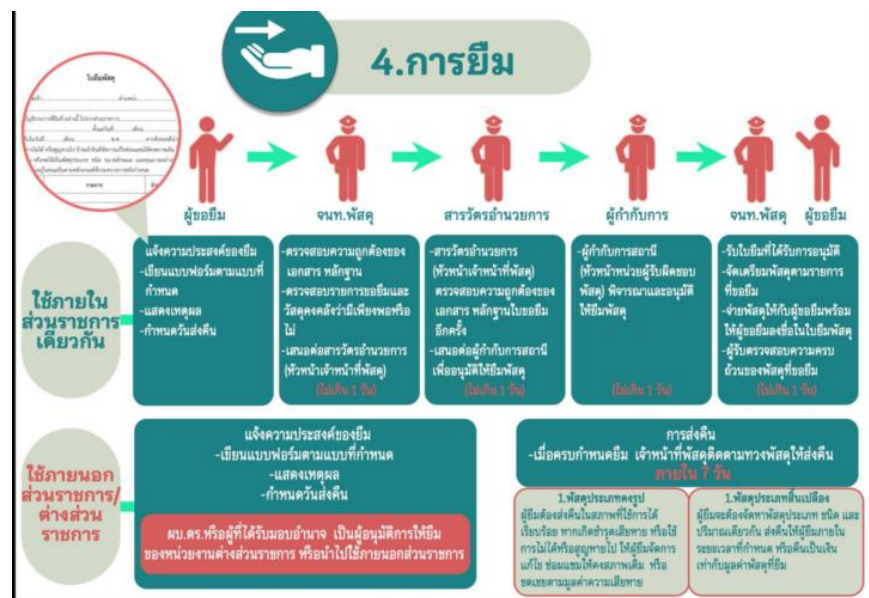 4.การยืม
ใบยืมพัสดุ
รายการ
ผู้ขอยืม
จนท.พัสดุ
สารวัตรอำนวยการ
ผู้กำกับการ
จนท.พัสดุ
ผู้ขอยืม
ใช้ภายใน
ส่วนราชการ
เดียวกัน
แจ้งความประสงค์ของยืม
-เขียนแบบฟอร์มตามแบบที่
กำหนด
-แสดงเหตุผล
-กำหนดวันส่งคืน
-ตรวจสอบความถูกต้องของ
เอกสาร หลักฐาน
-ตรวจสอบรายการขอยืมและ
วัสดุคงคลังว่ามีเพียงพอหรือ
ไม่
-เสนอต่อสารวัตรอำนวยการ
(หัวหน้าเจ้าหน้าที่พัสดุ)
(ไม่เกิน 1 วัน)
-สารวัตรอำนวยการ
(หัวหน้าเจ้าหน้าที่พัสดุ)
ตรวจสอบความถูกต้องของ
เอกสาร หลักฐานใบขอยืม
อีกครั้ง
-เสนอต่อผู้กำกับการสถานี
เพื่ออนุมัติให้ยืมพัสดุ
(ไม่เกิน 1 วัน)
-ผู้กำกับการสถานี
(หัวหน้าหน่วยผู้รับผิดชอบ
พัสดุ) พิจารณาและอนุมัติ
ให้ยืมพัสดุ
(ไม่เกิน 1 วัน)
-รับใบยืมที่ได้รับการอนุมัติ
-จัดเตรียมพัสดุตามรายการ
ที่ขอยืม
-จ่ายพัสดุให้กับผู้ขอยืมพร้อม
ให้ผู้ขอยืมลงชื่อในใบยืมพัสดุ
-ผู้รับตรวจสอบความครบ
ถ้วนของพัสดุที่ขอยืม
(ไม่เกิน 1 วัน)
ใช้ภายนอก
ส่วนราชการ/
ต่างส่วน
ราชการ
แจ้งความประสงค์ของยืม
-เขียนแบบฟอร์มตามแบบที่กำหนด
-แสดงเหตุผล
-กำหนดวันส่งคืน
ผบ.ตร.หรือผู้ที่ได้รับมอบอำนาจ เป็นผู้อนุมัติการให้ยืม
ของหน่วยงานต่างส่วนราชการ หรือนำไปใช้ภายนอกส่วนราชการ
การส่งคืน
-เมื่อครบกำหนดยืม เจ้าหน้าที่พัสดุติดตามทวงพัสดุให้ส่งคืน
ภายใน 7 วัน
1.พัสดุประเภทคงรูป
ผู้ยืมต้องส่งคืนในสภาพที่ใช้การได้
เรียบร้อย หากเกิดชำรุดเสียหาย หรือใช้
การไม่ได้หรือสูญหายไป ให้ผู้ยืมจัดการ
แก้ไข ซ่อมแซมให้คงสภาพเดิม หรือ
ชดเชยตามมูลค่าความเสียหาย
1.พัสดุประเภทสิ้นเปลือง
ผู้ยืมจะต้องจัดหาพัสดุประเภท ชนิด และ
ปริมาณเดียวกัน ส่งคืนให้ผู้ยืมภายใน
ระยะเวลาที่กำหนด หรือคืนเป็นเงิน
เท่ากับมูลค่าพัสดุที่ยืม